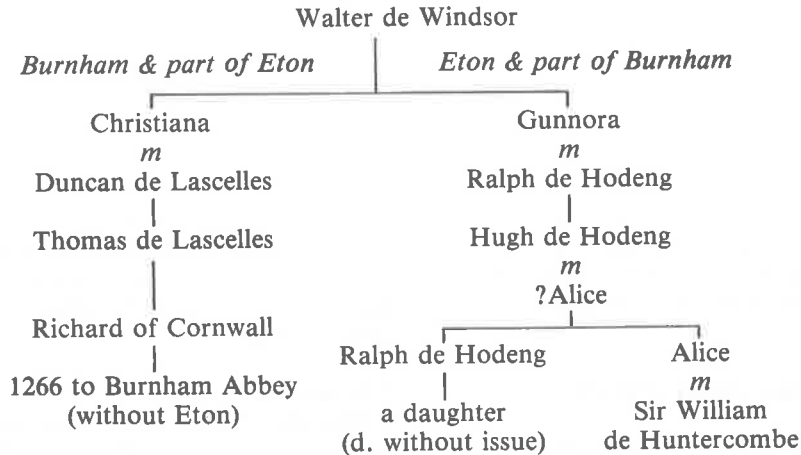 Walter de Windsor
Burnham & part of Eton
Eton & part of Burnham
Christiana
m
Duncan de Lascelles
Thomas de Lascelles
Richard of Cornwall
1266 to Burnham Abbey
(without Eton)
Gunnora
m
Ralph de Hodeng
Hugh de Hodeng
m
?Alice
Ralph de Hodeng
a daughter
(d. without issue)
Alice
m
Sir William
de Huntercombe